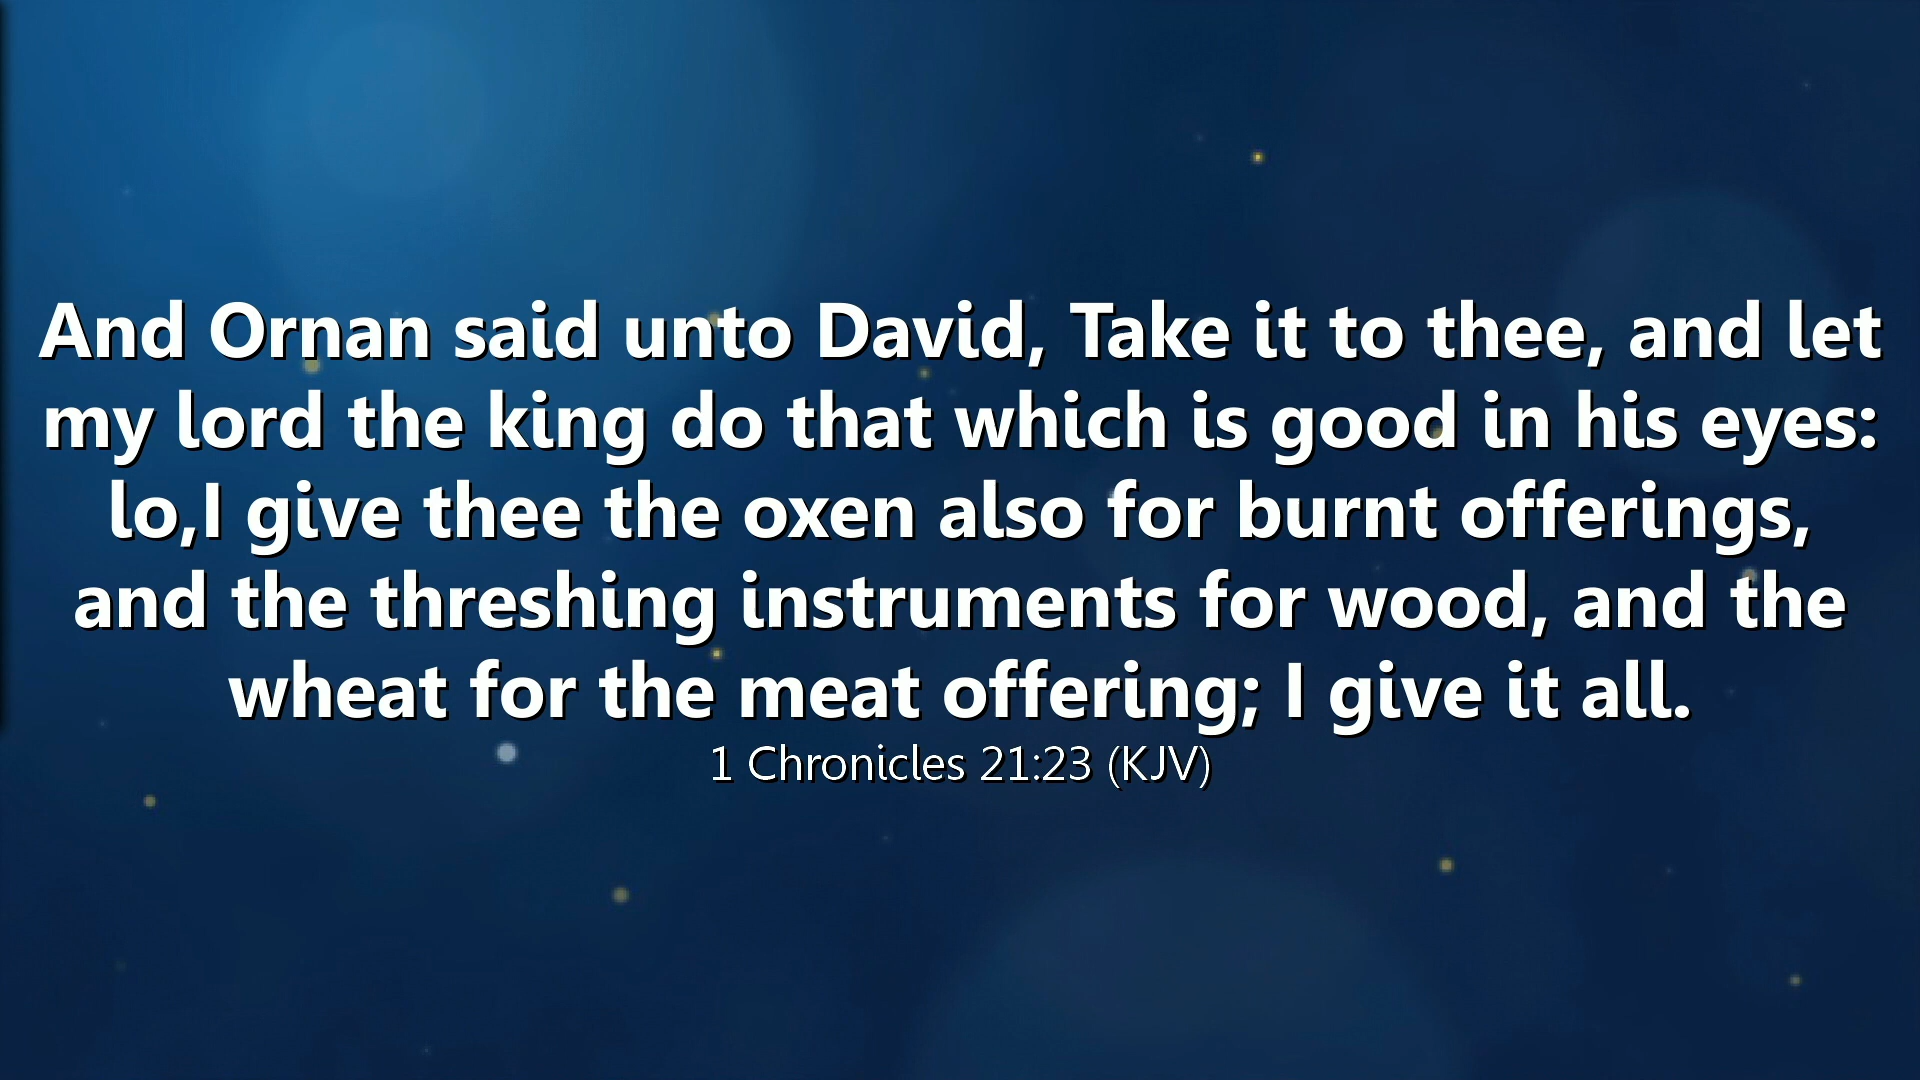 And Ornan said unto David, Take it to thee, and let
my lord the king do that which is good in his eyes:
lo,I give thee the oxen also for burnt offerings,
and the threshing instruments for wood, and the
wheat for the meat offering; I give it all.
1 Chronicles 21:23 (KJV)